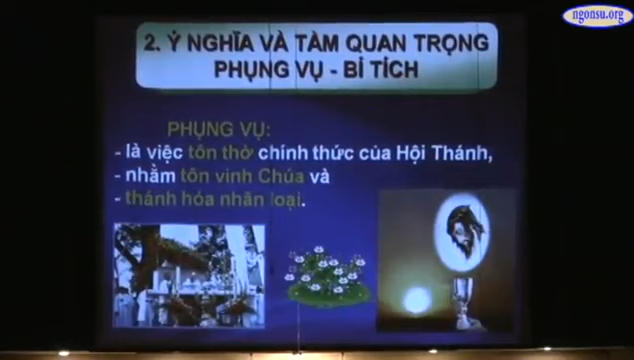 ngonsu.org
2. Ý NGHĨA VÀ TẦM QUAN TRỌNG
PHỤNG VỤ - BÍ TÍCH
PHỤNG VỤ:
- là việc tôn thờ chính thức của Hội Thánh,
- nhằm tôn vinh Chúa và
- thánh hóa nhân loại.